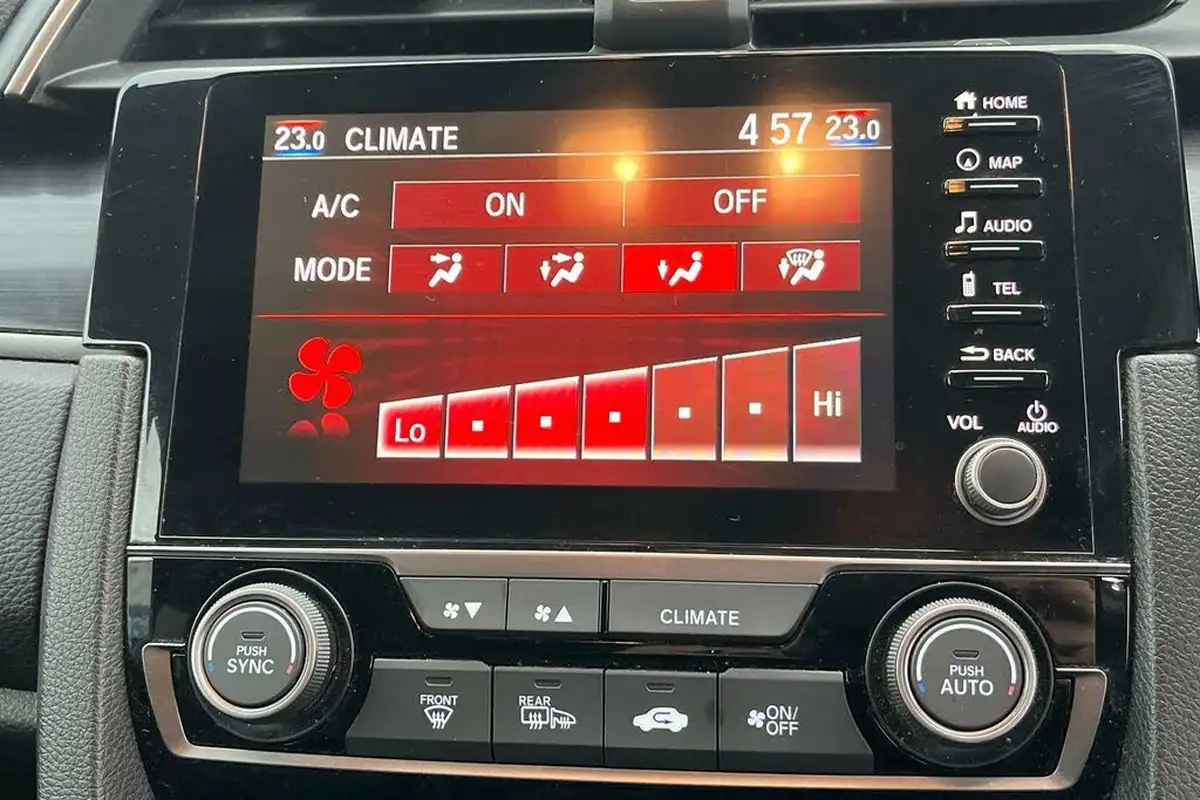 23.0 CLIMATE 4 57 23.0
A/C ON OFF
MODE
Lo Hi
HOME
MAP
AUDIO
TEL
BACK
VOL AUDIO
CLIMATE
PUSH
SYNC
FRONT
REAR
ON/
OFF
PUSH
AUTO